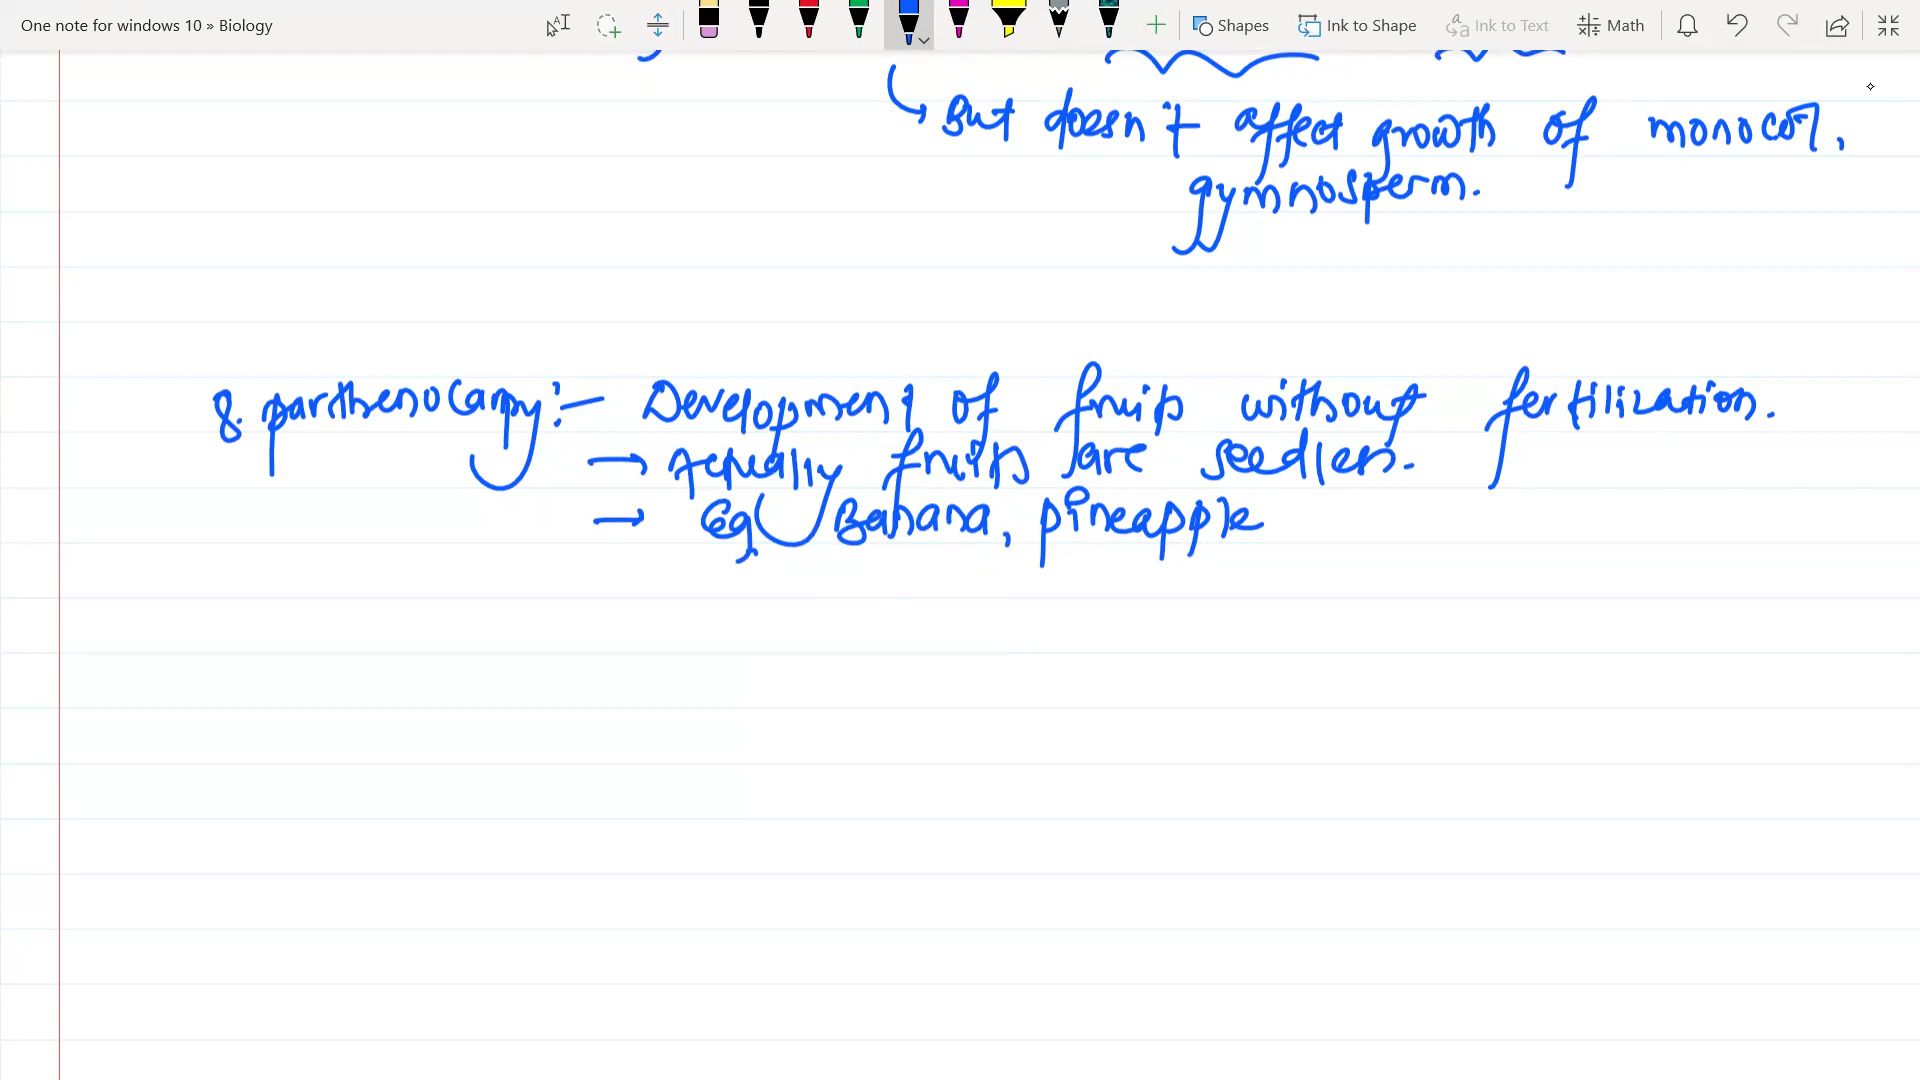 One note for windows 10 » Biology
Shapes Ink to Shape Ink to Text Math
But doesn't affect growth of monocot,
gymnosperm.
8. parthenocarpy:- Development of fruits without fertilization.
→ Actually fruits are seedless.
→ Eg Banana, pineapple